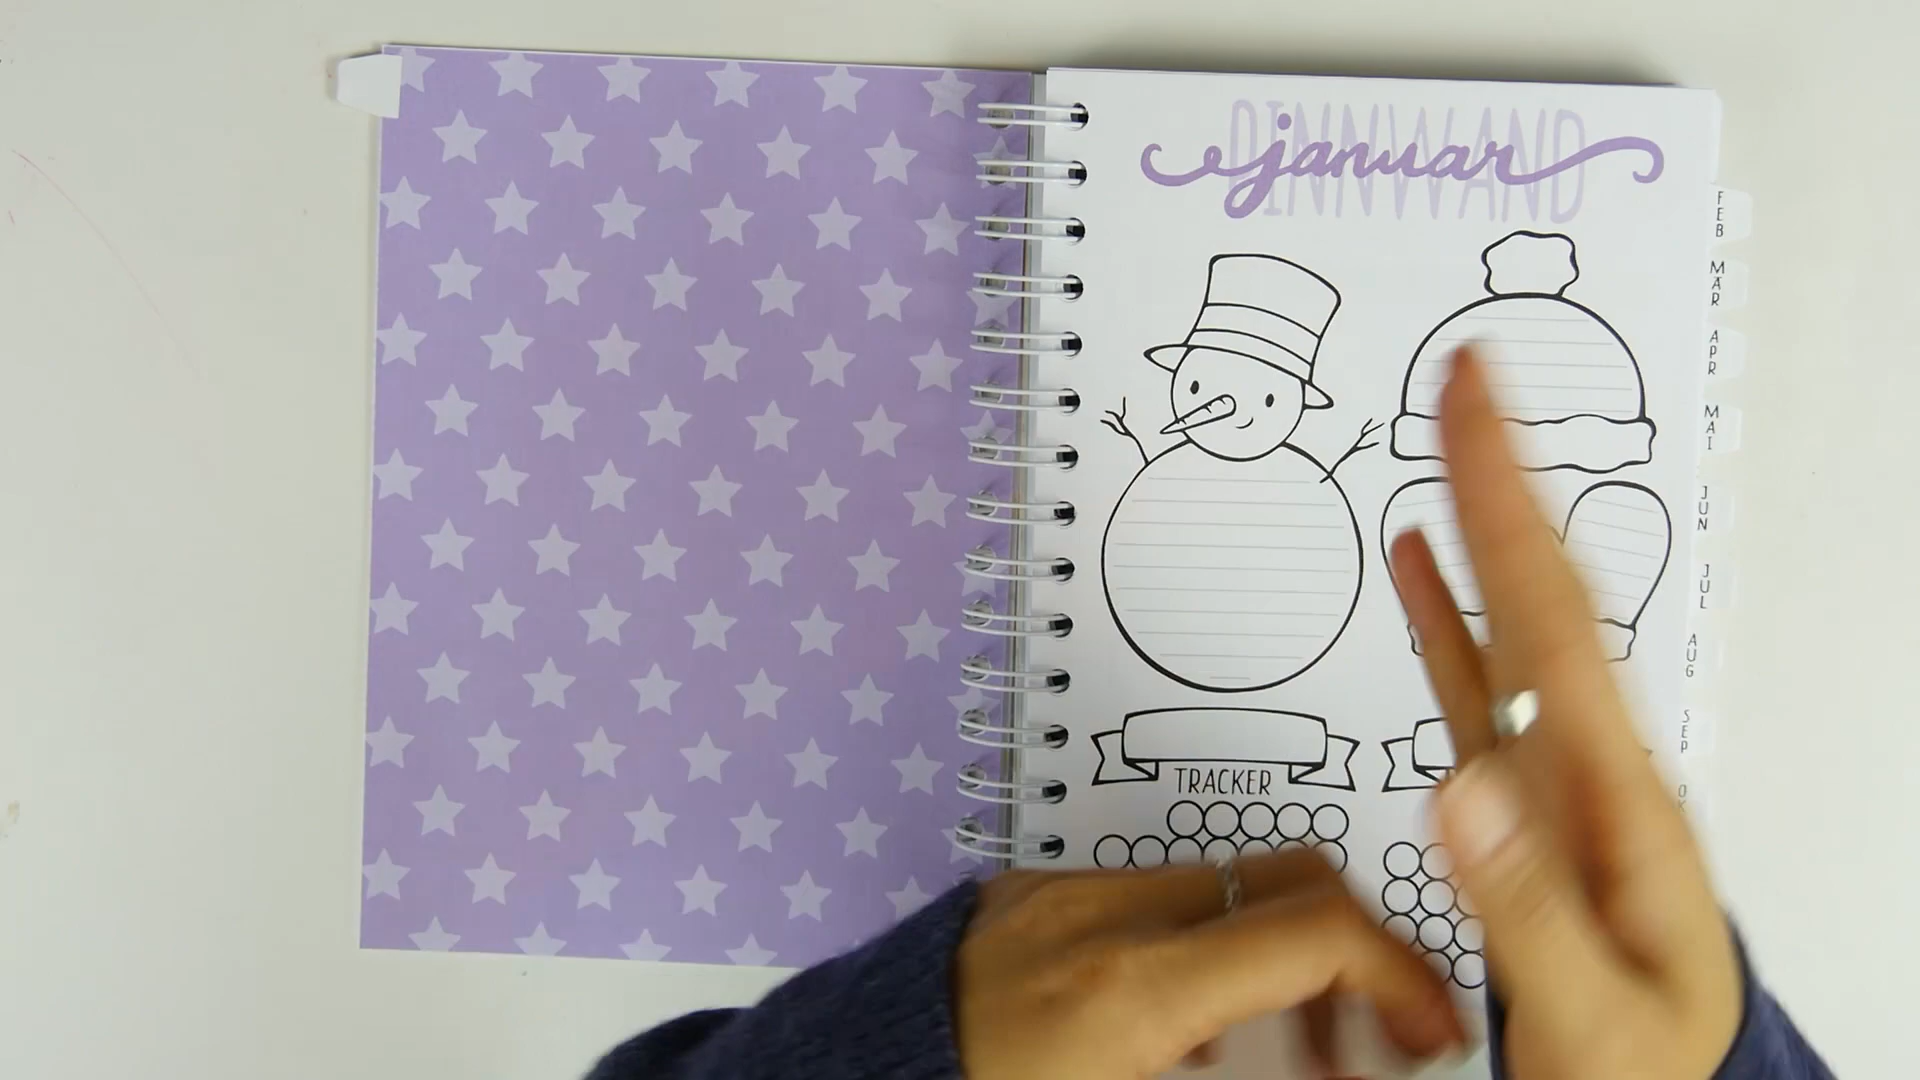 PINNWAND
januar
FEB
MÄR
APR
MAI
JUN
JUL
AUG
SEP
TRACKER